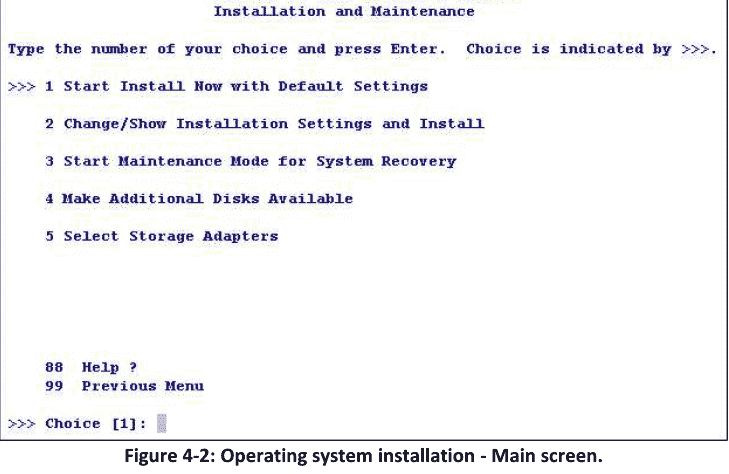 Installation and Maintenance
Type the number of your choice and press Enter. Choice is indicated by >>>.
>>> 1 Start Install Now with Default Settings
2 Change/Show Installation Settings and Install
3 Start Maintenance Mode for System Recovery
4 Make Additional Disks Available
5 Select Storage Adapters
88 Help ?
99 Previous Menu
>>> Choice [1]:
Figure 4-2: Operating system installation - Main screen.